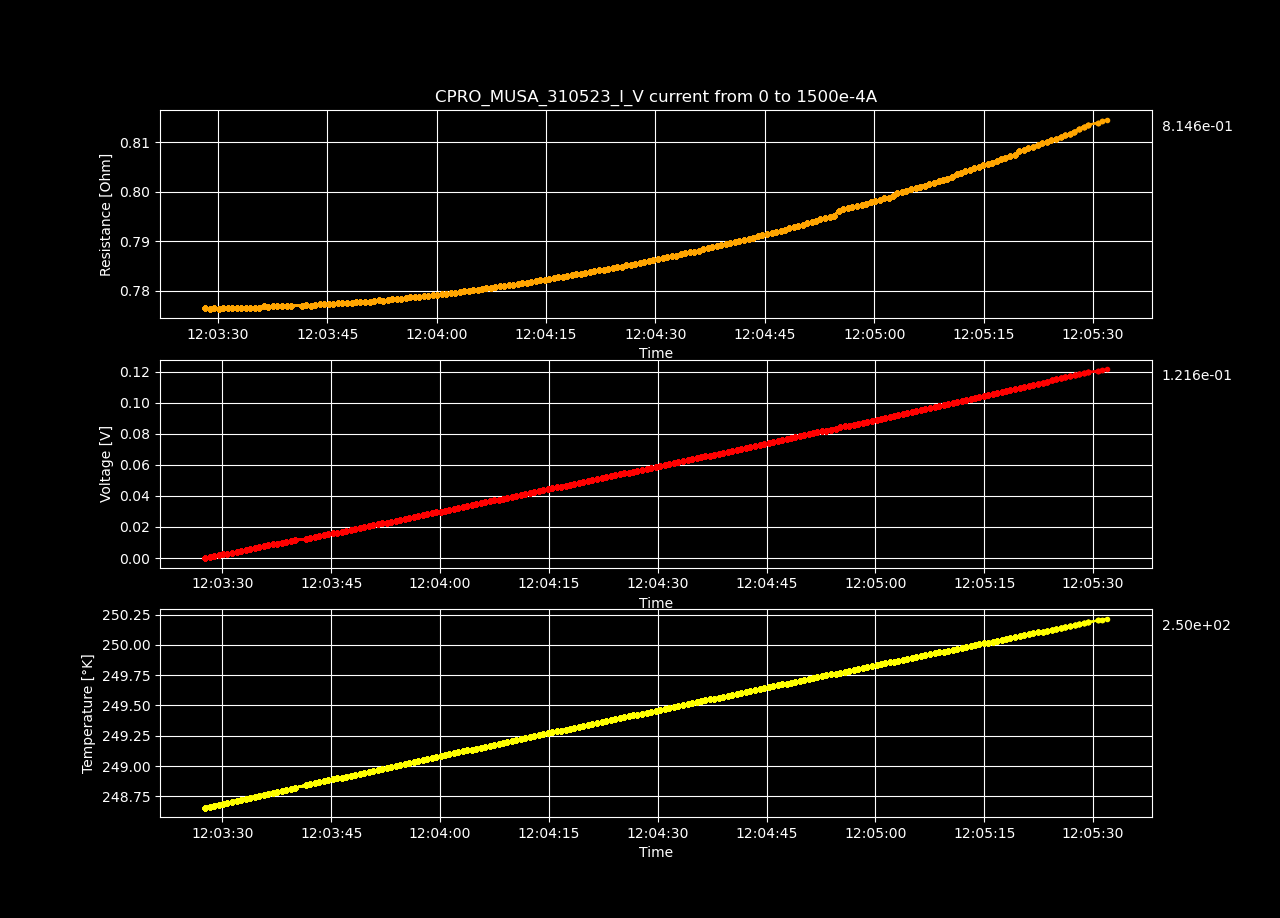 CPRO_MUSA_310523_I_V current from 0 to 1500e-4A
8.146e-01
Resistance [Ohm]
0.81
0.80
0.79
0.78
12:03:30 12:03:45 12:04:00 12:04:15 12:04:30 12:04:45 12:05:00 12:05:15 12:05:30
Time
1.216e-01
Voltage [V]
0.12
0.10
0.08
0.06
0.04
0.02
0.00
12:03:30 12:03:45 12:04:00 12:04:15 12:04:30 12:04:45 12:05:00 12:05:15 12:05:30
Time
2.50e+02
Temperature [°K]
250.25
250.00
249.75
249.50
249.25
249.00
248.75
12:03:30 12:03:45 12:04:00 12:04:15 12:04:30 12:04:45 12:05:00 12:05:15 12:05:30
Time